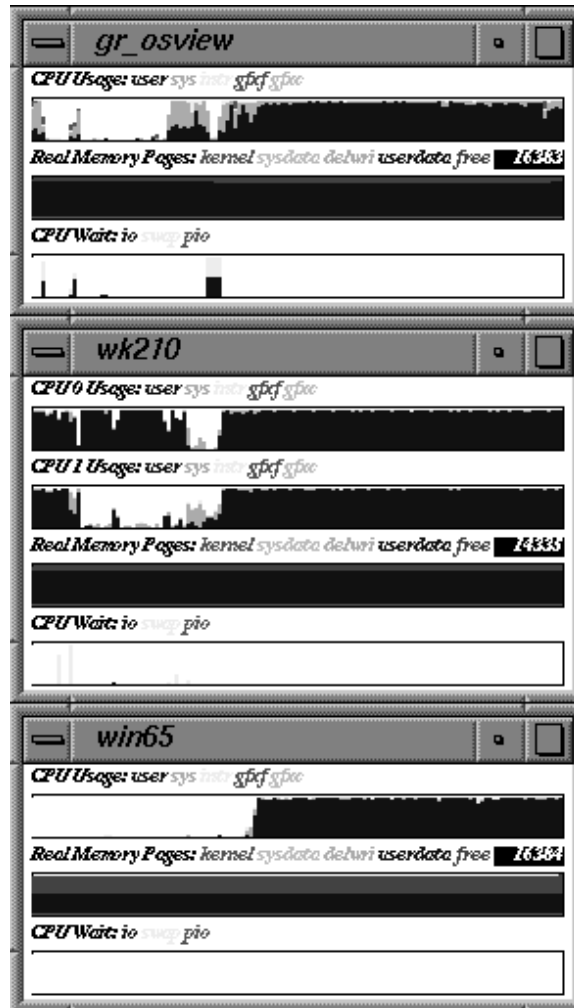 gr_osview
CPU Usage: user sys intr gfxf gfxc
Real Memory Pages: kernel sysdata delwri userdata free 16383
CPU Wait: io swap pio
wk210
CPU 0 Usage: user sys intr gfxf gfxc
CPU 1 Usage: user sys intr gfxf gfxc
Real Memory Pages: kernel sysdata delwri userdata free
CPU Wait: io swap pio
win65
CPU Usage: user sys intr gfxf gfxc
Real Memory Pages: kernel sysdata delwri userdata free 16384
CPU Wait: io swap pio